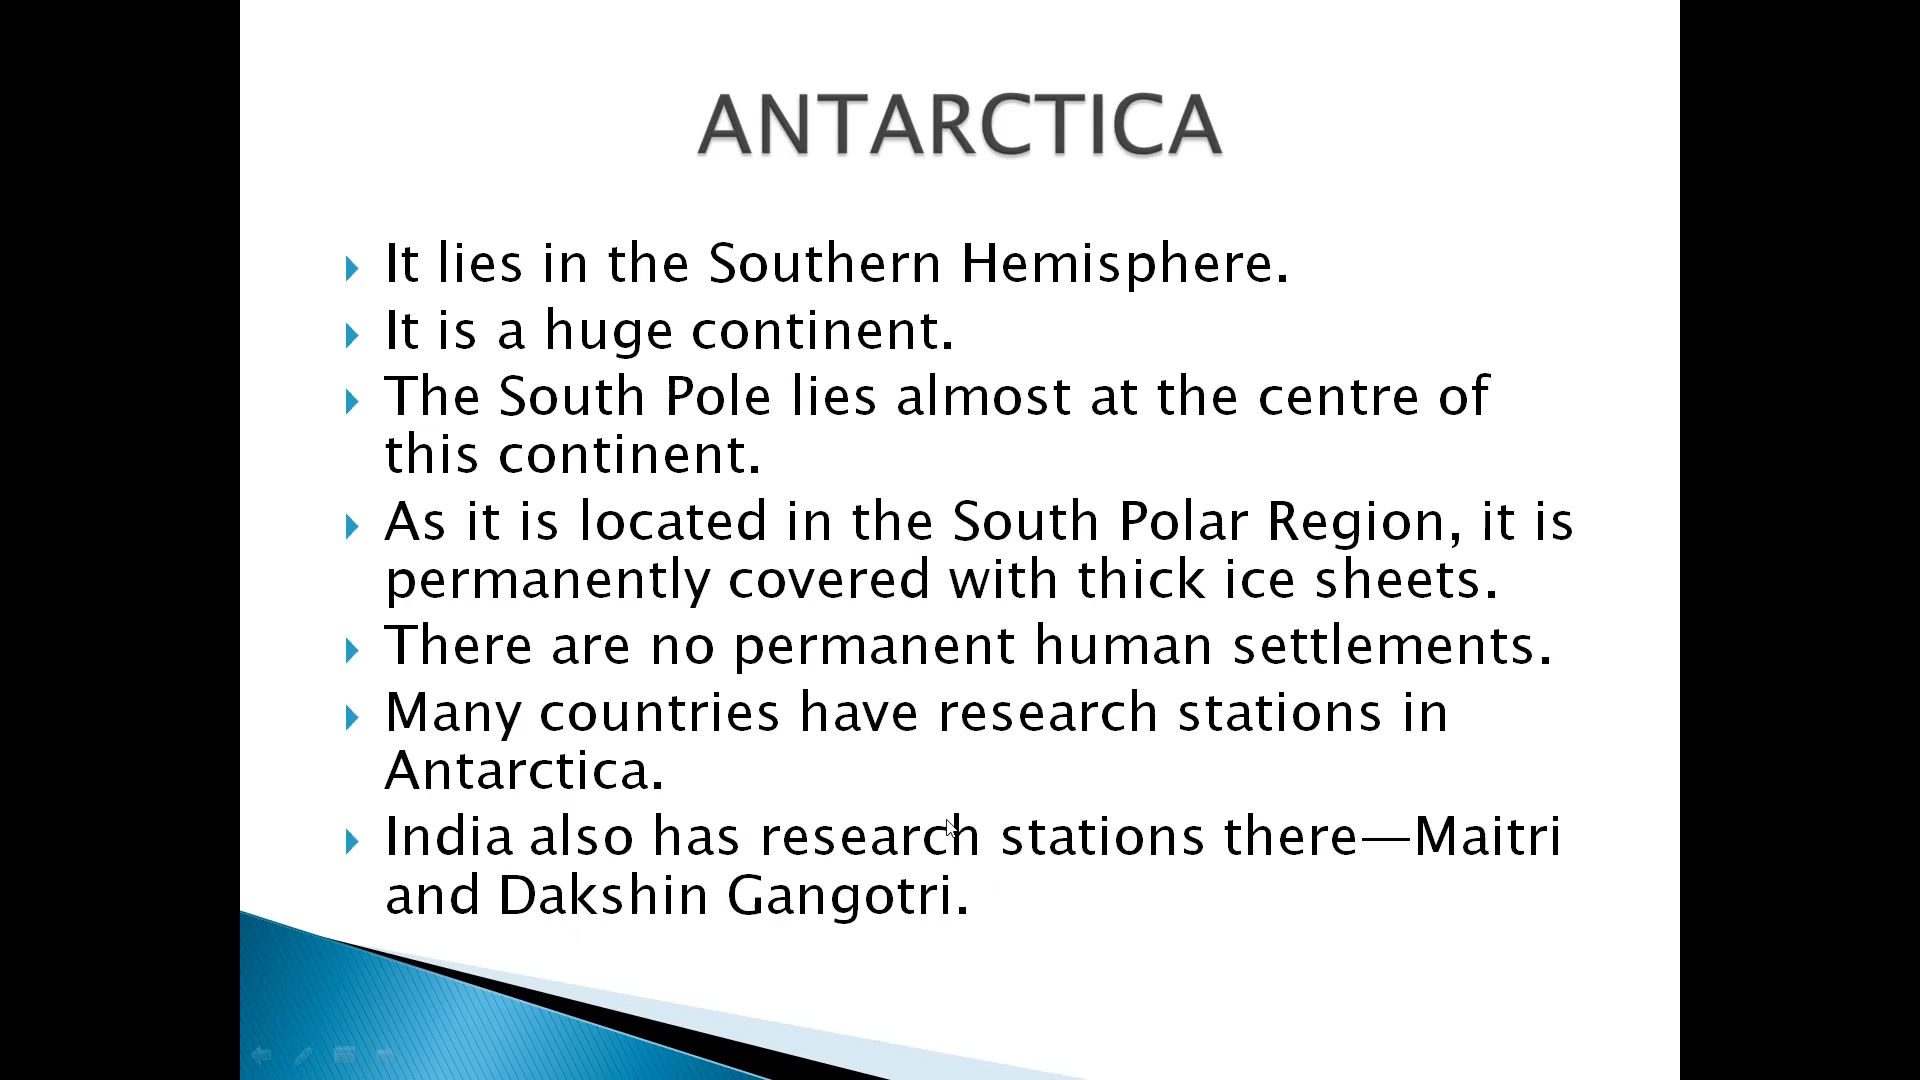 ANTARCTICA
It lies in the Southern Hemisphere.
It is a huge continent.
The South Pole lies almost at the centre of
this continent.
As it is located in the South Polar Region, it is
permanently covered with thick ice sheets.
There are no permanent human settlements.
Many countries have research stations in
Antarctica.
India also has research stations there—Maitri
and Dakshin Gangotri.